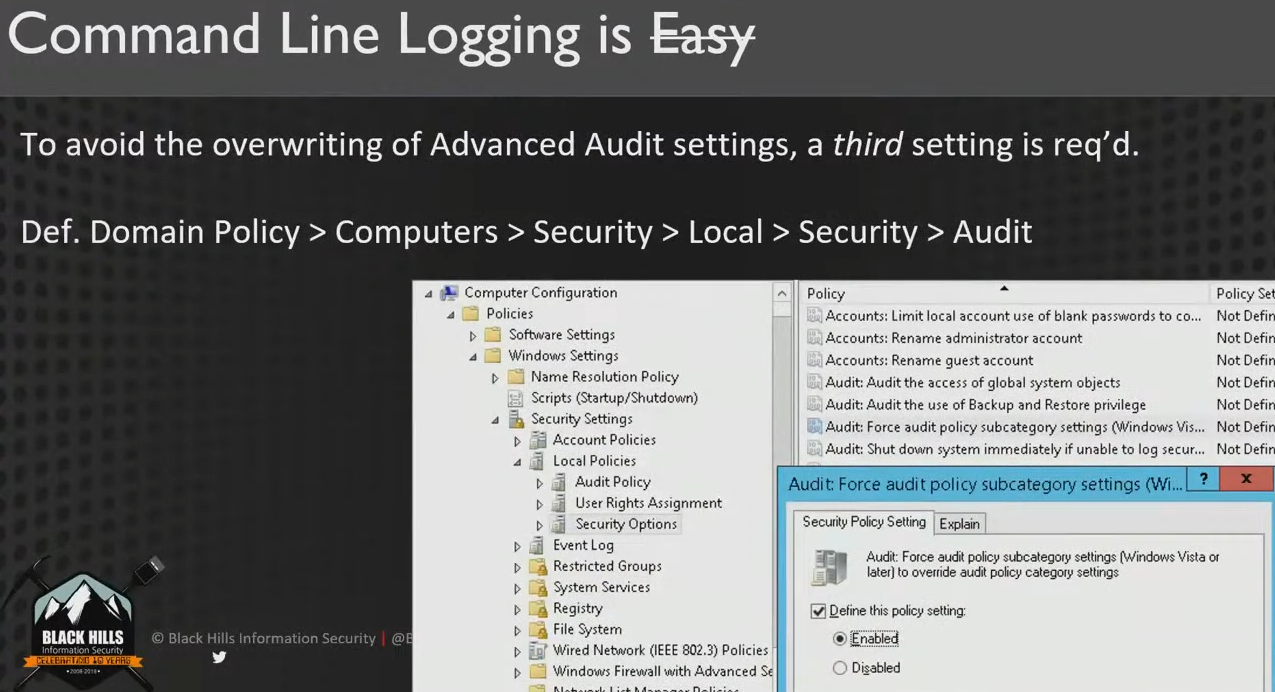 Command Line Logging is Easy
To avoid the overwriting of Advanced Audit settings, a third setting is req'd.
Def. Domain Policy > Computers > Security > Local > Security > Audit
Computer Configuration
Policies
Software Settings
Windows Settings
Name Resolution Policy
Scripts (Startup/Shutdown)
Security Settings
Account Policies
Local Policies
Audit Policy
User Rights Assignment
Security Options
Event Log
Restricted Groups
System Services
Registry
File System
Wired Network (IEEE 802.3) Policies
Windows Firewall with Advanced Se
Network List Manager Policies
Policy
Policy Set
Accounts: Limit local account use of blank passwords to co...
Not Defin
Accounts: Rename administrator account
Not Defin
Accounts: Rename guest account
Not Defin
Audit: Audit the access of global system objects
Not Defin
Audit: Audit the use of Backup and Restore privilege
Not Defin
Audit: Force audit policy subcategory settings (Windows Vis...
Not Defin
Audit: Shut down system immediately if unable to log secur...
Not Defin
Audit: Force audit policy subcategory settings (Wi...
? x
Security Policy Setting
Explain
Audit: Force audit policy subcategory settings (Windows Vista or
later) to override audit policy category settings
Define this policy setting:
Enabled
Disabled
BLACK HILLS
Information Security
CELEBRATING 10 YEARS
•2008-2018•
© Black Hills Information Security | @B